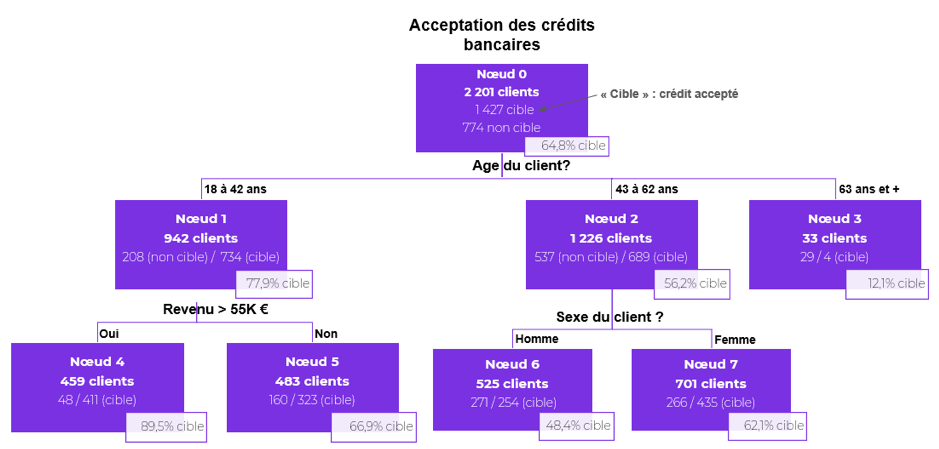 Acceptation des crédits
bancaires
Nœud 0
2 201 clients
1 427 cible
774 non cible
64,8% cible
« Cible » : crédit accepté
Age du client?
18 à 42 ans
43 à 62 ans
63 ans et +
Nœud 1
942 clients
208 (non cible) / 734 (cible)
77,9% cible
Nœud 2
1 226 clients
537 (non cible) / 689 (cible)
56,2% cible
Nœud 3
33 clients
29 / 4 (cible)
12,1% cible
Revenu > 55K €
Oui
Non
Sexe du client ?
Homme
Femme
Nœud 4
459 clients
48 / 411 (cible)
89,5% cible
Nœud 5
483 clients
160 / 323 (cible)
66,9% cible
Nœud 6
525 clients
271 / 254 (cible)
48,4% cible
Nœud 7
701 clients
266 / 435 (cible)
62,1% cible